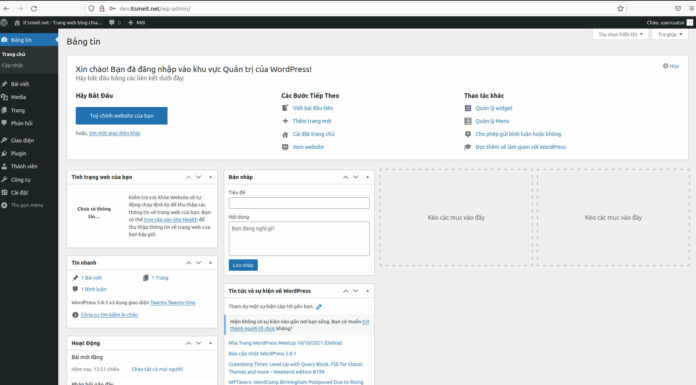 dev.itsmeit.net/wp-admin/
It'smeit.net - Trang web blog chia...
0
Mới
Chào, usercuatui
Bảng tin
Trang chủ
Cập nhật
Bài viết
Media
Trang
Phản hồi
Giao diện
Plugin
Thành viên
Công cụ
Cài đặt
Thu gọn menu
Tùy chọn hiển thị
Trợ giúp
Bảng tin
Xin chào! Bạn đã đăng nhập vào khu vực Quản trị của WordPress!
Hãy bắt đầu bằng các liên kết dưới đây:
Hủy
Hãy Bắt Đầu
Tuỳ chỉnh website của bạn
hoặc, tìm một giao diện khác
Các Bước Tiếp Theo
Viết bài đầu tiên
Thêm trang mới
Cài đặt trang chủ
Xem website
Thao tác khác
Quản lý widget
Quản lý Menu
Cho phép gửi bình luận hoặc không
Đọc thêm về làm quen với WordPress
Tình trạng web của bạn
Chưa có thông
tin...
Kiểm tra sức khỏe Website sẽ tự
động chạy định kỳ để thu thập các
thông tin về trang web của bạn. Bạn
có thể truy cập vào Site Health để
thu thập thông tin về trang web của
bạn bây giờ.
Tin nhanh
1 Bài viết
1 Trang
1 Bình luận
WordPress 5.8.3 sử dụng giao diện Twenty Twenty-One.
Công cụ tìm kiếm bị chặn
Hoạt Động
Bài mới đăng
Hôm nay, 12:51 chiều
Chào tất cả mọi người!
Phản hồi gần đây
Bản nháp
Tiêu đề
Nội dung
Bạn đang nghĩ gì?
Lưu nháp
Tin tức và sự kiện về WordPress
Tham dự một sự kiện sắp tới gần bạn.
Hiện không có sự kiện nào gần nơi bạn sống. Bạn có muốn trở
thành người tổ chức không?
Nha Trang WordPress Meetup 10/10/2021 (Online)
Bản cập nhật WordPress 5.8.1
Gutenberg Times: Level up with Query Block, FSE for Classic
Themes and more – Weekend edition #199
WPTavern: WordCamp Birmingham Postponed Due to Rising
Kéo các mục vào đây
Kéo các mục vào đây